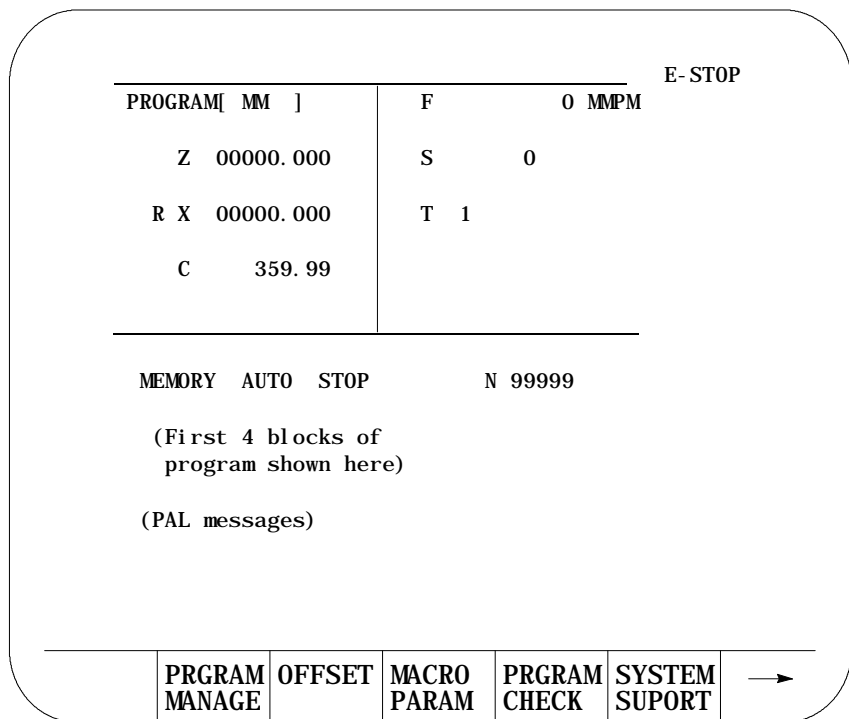 E-STOP
PROGRAM[ MM ] F 0 MMPM
Z 00000.000 S 0
R X 00000.000 T 1
C 359.99
MEMORY AUTO STOP N 99999
(First 4 blocks of
program shown here)
(PAL messages)
PRGRAM OFFSET MACRO PRGRAM SYSTEM
MANAGE PARAM CHECK SUPORT